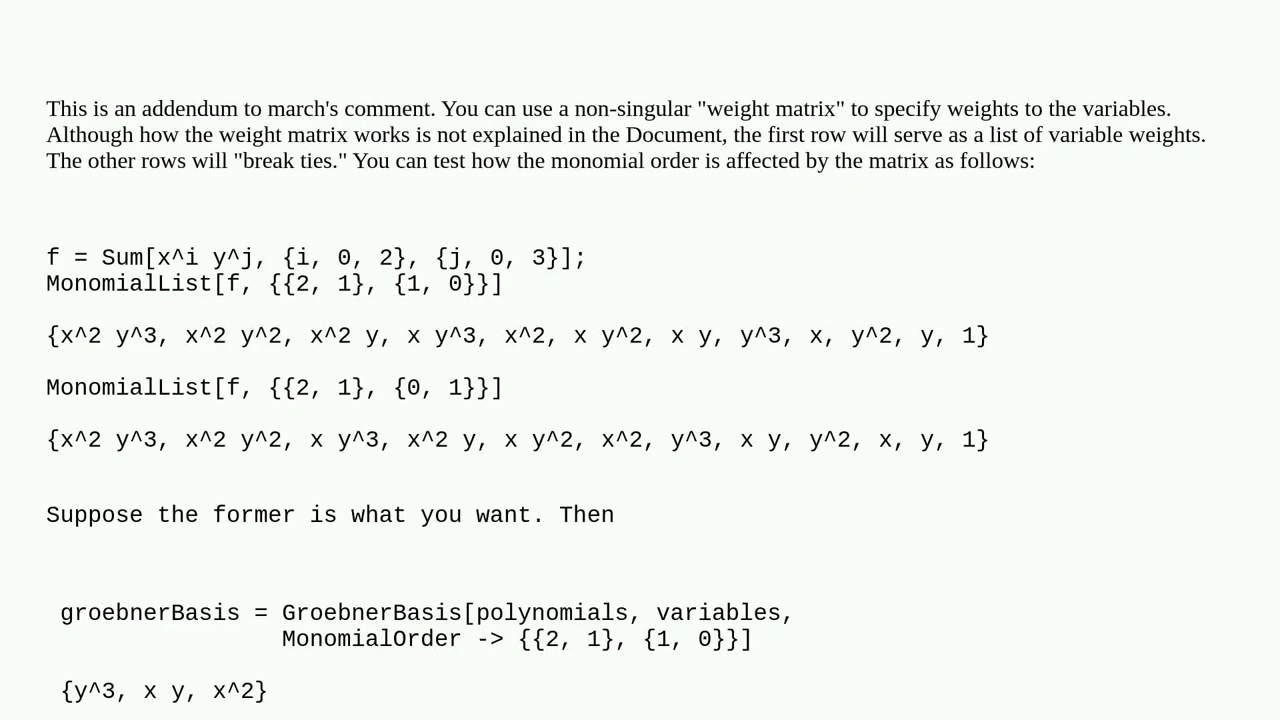 This is an addendum to march's comment. You can use a non-singular "weight matrix" to specify weights to the variables.
Although how the weight matrix works is not explained in the Document, the first row will serve as a list of variable weights.
The other rows will "break ties." You can test how the monomial order is affected by the matrix as follows:
f = Sum[x^i y^j, {i, 0, 2}, {j, 0, 3}];
MonomialList[f, {{2, 1}, {1, 0}}]
{x^2 y^3, x^2 y^2, x^2 y, x y^3, x^2, x y^2, x y, y^3, x, y^2, y, 1}
MonomialList[f, {{2, 1}, {0, 1}}]
{x^2 y^3, x^2 y^2, x y^3, x^2 y, x y^2, x^2, y^3, x y, y^2, x, y, 1}
Suppose the former is what you want. Then
groebnerBasis = GroebnerBasis[polynomials, variables,
MonomialOrder -> {{2, 1}, {1, 0}}]
{y^3, x y, x^2}